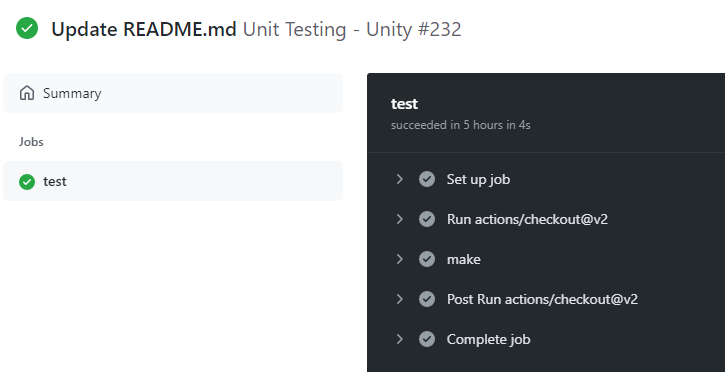 Update README.md Unit Testing - Unity #232
Summary
Jobs
test
test
succeeded in 5 hours in 4s
Set up job
Run actions/checkout@v2
make
Post Run actions/checkout@v2
Complete job